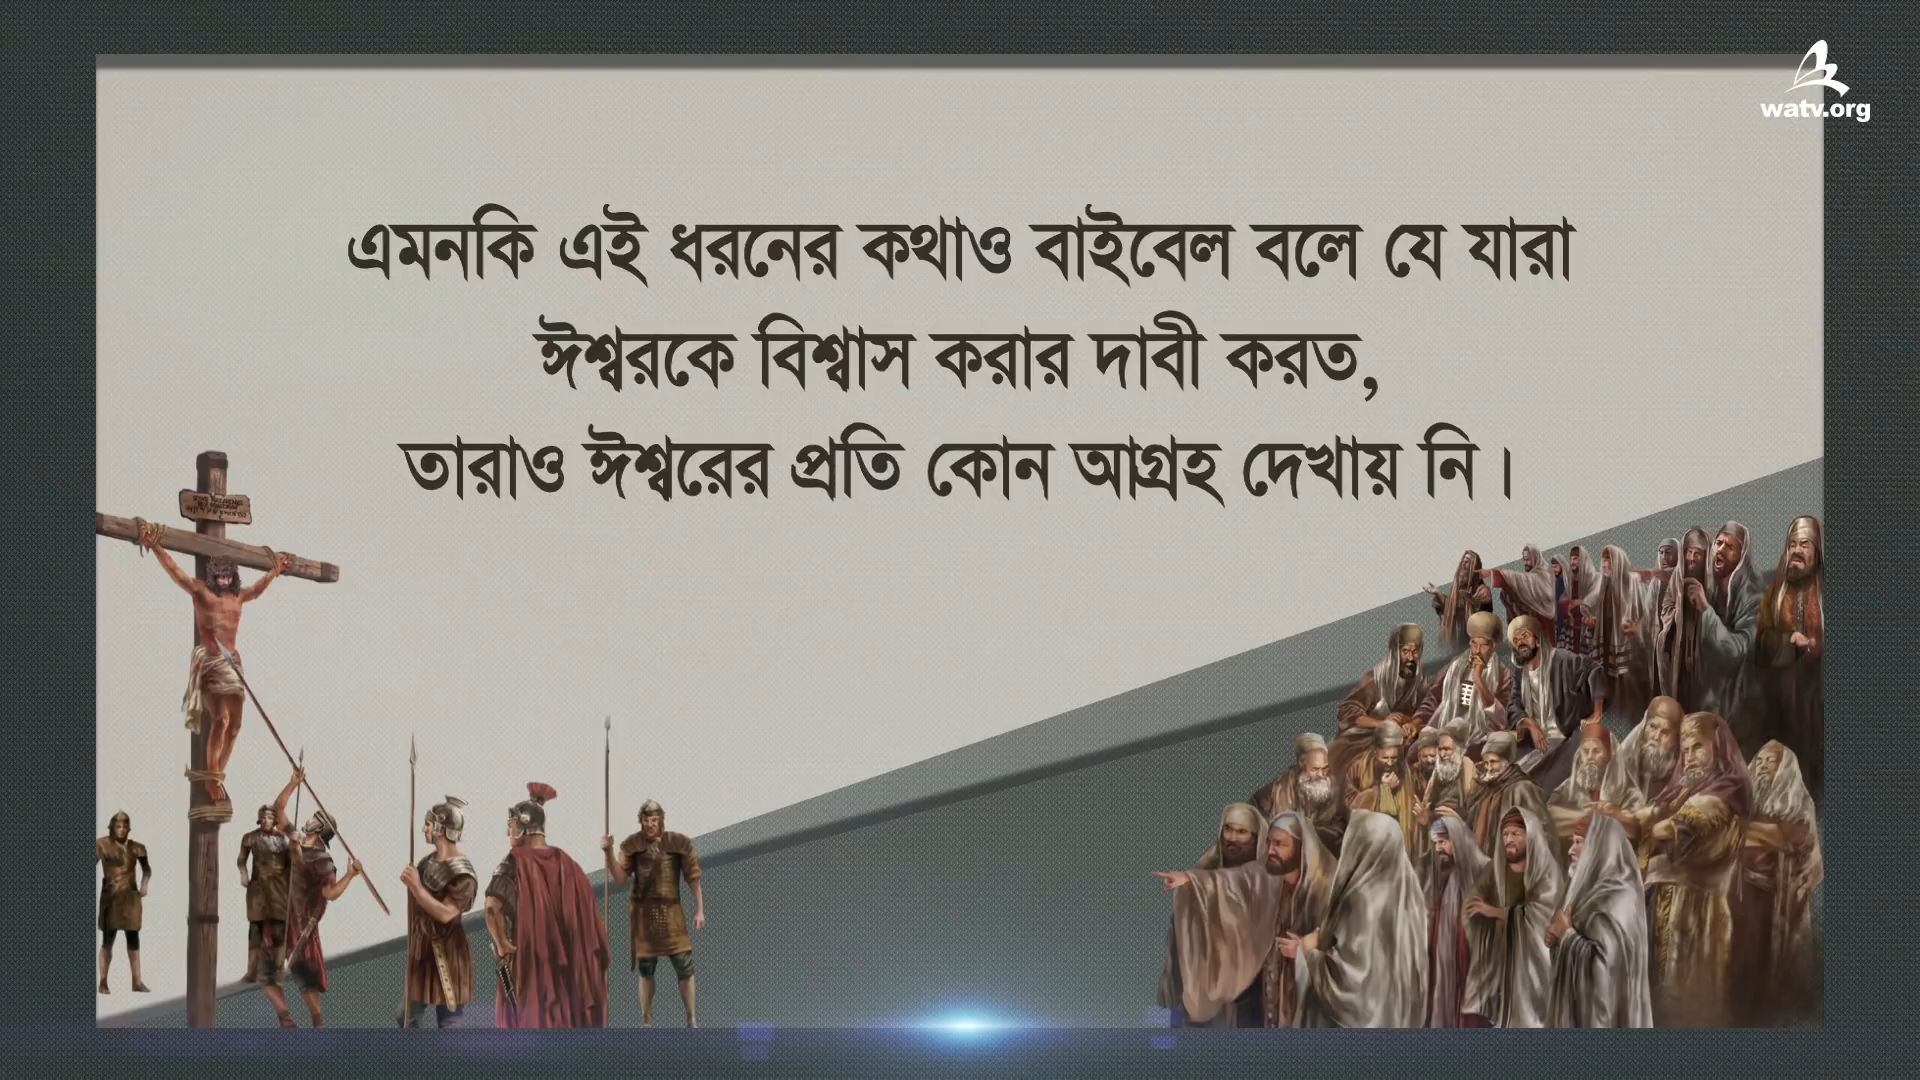 এমনকি এই ধরনের কথাও বাইবেল বলে যে যারা
ঈশ্বরকে বিশ্বাস করার দাবী করত,
তারাও ঈশ্বরের প্রতি কোন আগ্রহ দেখায় নি।
watv.org